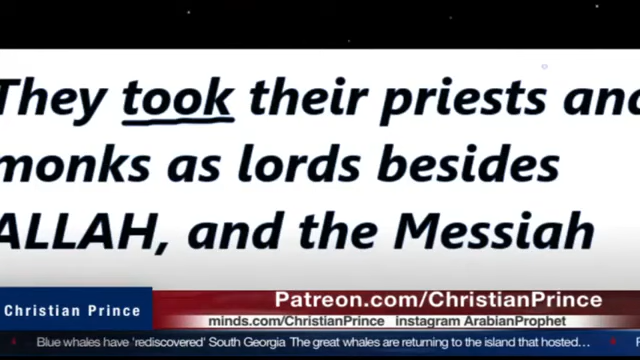 They took their priests and
monks as lords besides
ALLAH, and the Messiah
Christian Prince
Patreon.com/ChristianPrince
minds.com/ChristianPrince instagram ArabianProphet
Blue whales have 'rediscovered' South Georgia The great whales are returning to the island that hosted...